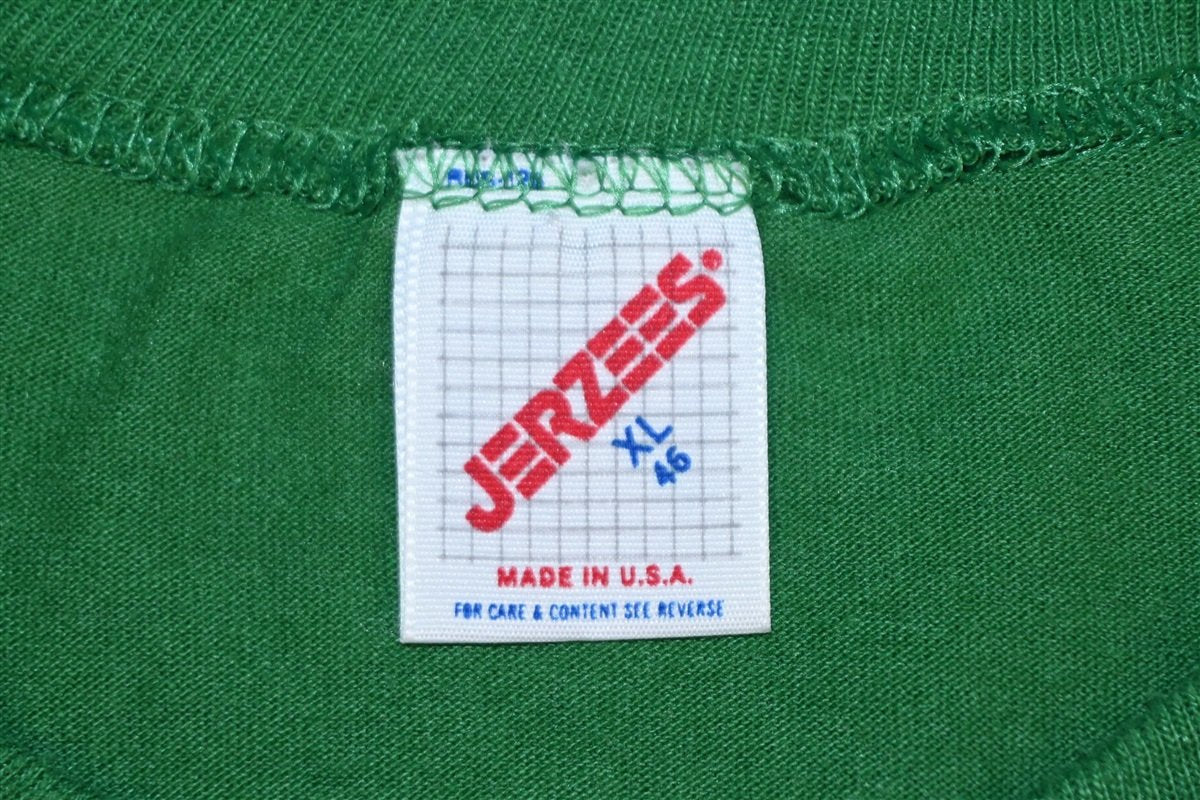 JERZEES
XL
46
MADE IN U.S.A.
FOR CARE & CONTENT SEE REVERSE